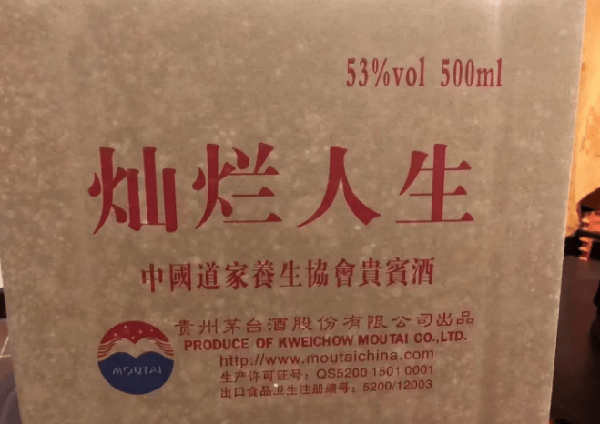 53%vol 500ml
灿烂人生
中國道家養生協會貴賓酒
贵州茅台酒股份有限公司出品
PRODUCE OF KWEICHOW MOUTAI CO.,LTD.
http://www.moutaichina.com
生产许可证号: QS5200 1501 0001
出口食品卫生注册编号: 5200/12003
MOUTAI